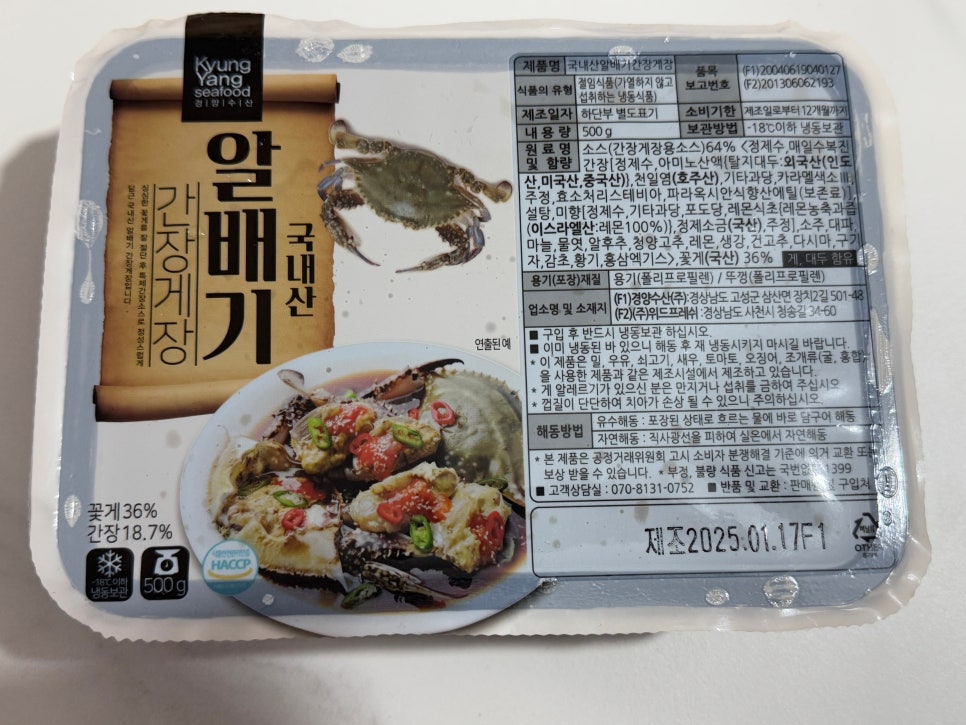 Kyung
Yang
seafood
경|양|수|산
국내산
알배기
간장게장
연출된 예
꽃게 36%
간장 18.7%
-18℃이하
냉동보관
500 g
HACCP
제품명 국내산알배기간장게장 품목보고번호 (F1)20040619040127
(F2)201306062193
식품의 유형 절임식품(가열하지 않고
섭취하는 냉동식품)
제조일자 하단부 별도표기 소비기한 제조일로부터 12개월까지
내용량 500 g 보관방법 -18℃이하 냉동보관
원료명 및 함량 소스(간장게장용소스)64% <정제수, 매일수복진
간장{정제수, 아미노산액(탈지대두:외국산(인도
산,미국산,중국산)), 천일염(호주산), 기타과당, 카라멜색소Ⅲ,
주정, 효소처리스테비아, 파라옥시안식향산에틸(보존료)},
설탕, 미향{정제수, 기타과당, 포도당, 레몬식초{레몬농축과즙
(이스라엘산:레몬100%)}, 정제소금(국산), 주정}, 소주, 대파,
마늘, 물엿, 알후추, 청양고추, 레몬, 생강, 건고추, 다시마, 구기
자, 감초, 황기, 홍삼엑기스>, 꽃게(국산) 36% 게, 대두 함유
용기(포장)재질 용기(폴리프로필렌) / 뚜껑(폴리프로필렌)
업소명 및 소재지 (F1)경양수산(주):경상남도 고성군 삼산면 장치2길 501-48
(F2)(주)위드프레쉬:경상남도 사천시 청송길 34-60
■ 구입 후 반드시 냉동보관 하십시오.
■ 이미 냉동된 바 있으니 해동 후 재 냉동시키지 마시길 바랍니다.
* 이 제품은 밀, 우유, 쇠고기, 새우, 토마토, 오징어, 조개류(굴, 홍합)
을 사용한 제품과 같은 제조시설에서 제조하고 있습니다.
* 게 알레르기가 있으신 분은 만지거나 섭취를 금하여 주십시오.
* 껍질이 단단하여 치아가 손상 될 수 있으니 주의하십시오.
해동방법 유수해동 : 포장된 상태로 흐르는 물에 바로 담구어 해동
자연해동 : 직사광선을 피하여 실온에서 자연해동
* 본 제품은 공정거래위원회 고시 소비자 분쟁해결 기준에 의거 교환 또는
보상 받을 수 있습니다. * 부정, 불량 식품 신고는 국번없이 1399
■ 고객상담실 : 070-8131-0752 ■ 반품 및 교환 : 판매 및 구입처
제조2025.01.17F1
OTHER